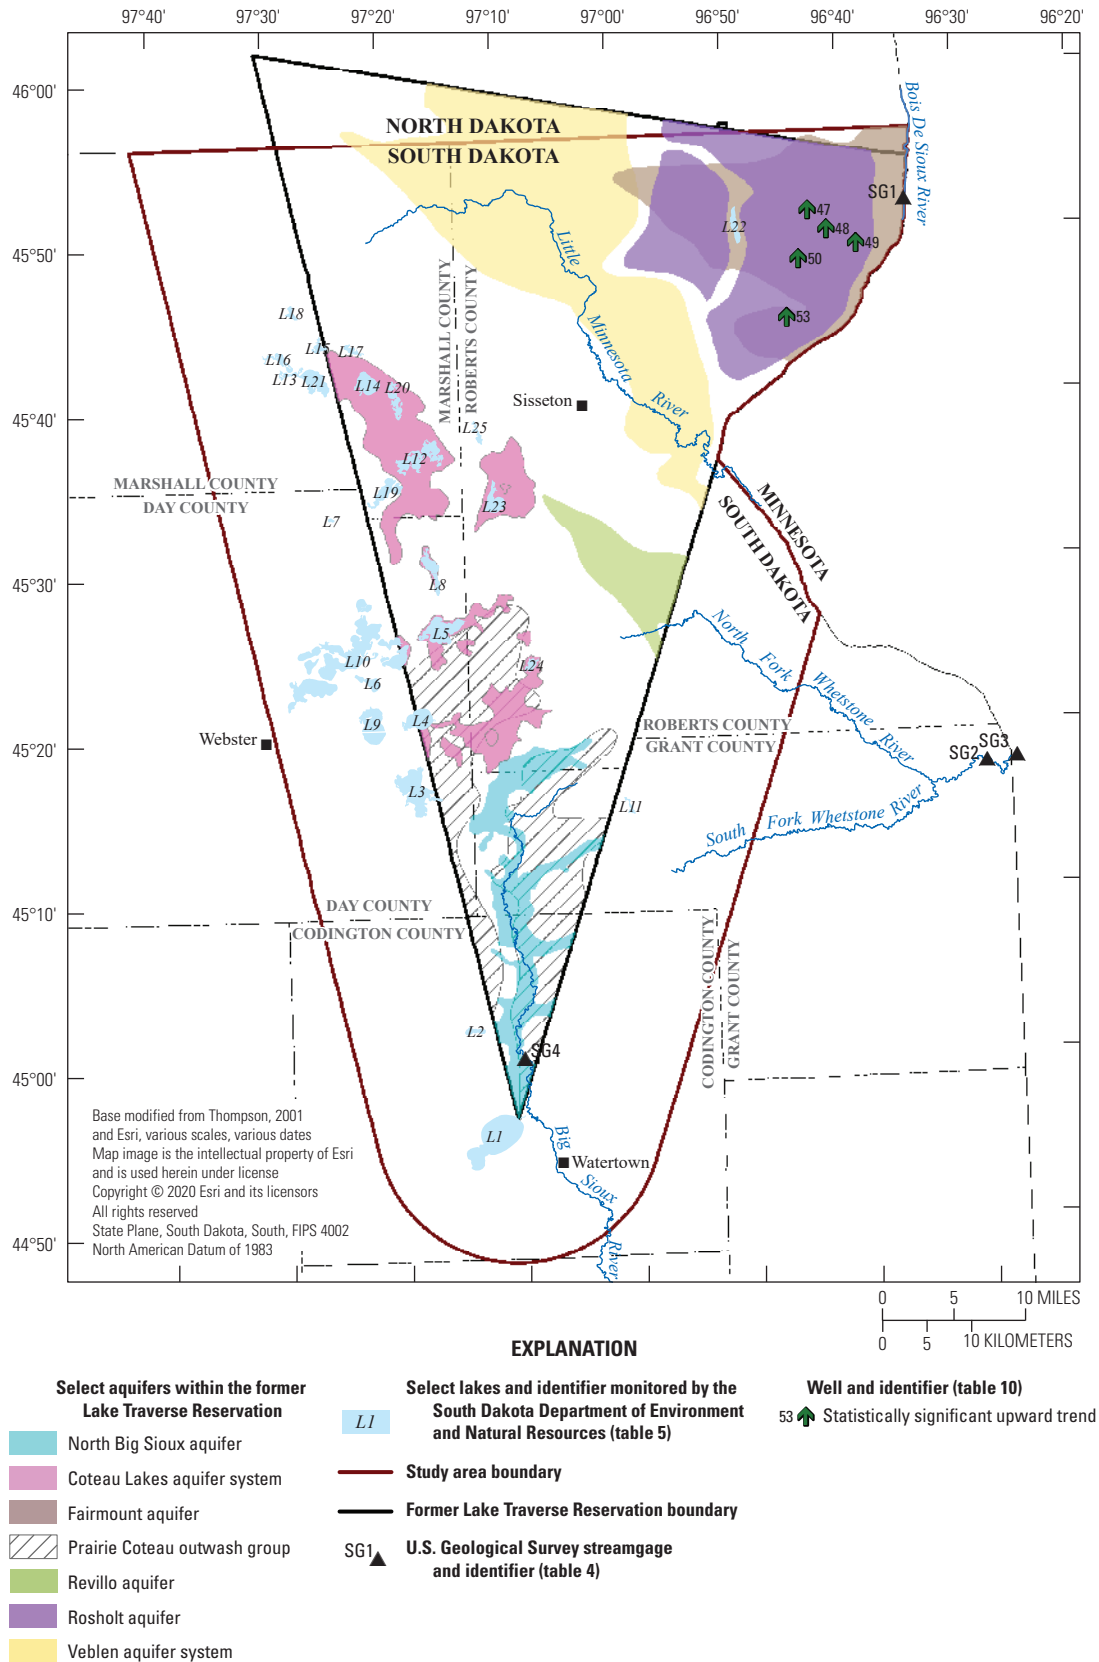 97°40' 97°30' 97°20' 97°10' 97°00' 96°50' 96°40' 96°30' 96°20'
46°00'
45°50'
45°40'
45°30'
45°20'
45°10'
45°00'
44°50'
NORTH DAKOTA
SOUTH DAKOTA
Bois De Sioux River
SG1
47
48
49
50
53
L22
Little Minnesota River
MARSHALL COUNTY
ROBERTS COUNTY
L18
L15
L17
L16
L13
L21
L14
L20
Sisseton
L25
L12
L19
L23
MARSHALL COUNTY
DAY COUNTY
L7
MINNESOTA
SOUTH DAKOTA
L8
L5
North Fork Whetstone River
L10
L24
L6
L9
L4
Webster
ROBERTS COUNTY
GRANT COUNTY
SG2
SG3
L3
L11
South Fork Whetstone River
DAY COUNTY
CODINGTON COUNTY
CODINGTON COUNTY
GRANT COUNTY
L2
SG4
L1
Big Sioux River
Watertown
Base modified from Thompson, 2001
and Esri, various scales, various dates
Map image is the intellectual property of Esri
and is used herein under license
Copyright © 2020 Esri and its licensors
All rights reserved
State Plane, South Dakota, South, FIPS 4002
North American Datum of 1983
0 5 10 MILES
0 5 10 KILOMETERS
EXPLANATION
Select aquifers within the former
Lake Traverse Reservation
North Big Sioux aquifer
Coteau Lakes aquifer system
Fairmount aquifer
Prairie Coteau outwash group
Revillo aquifer
Rosholt aquifer
Veblen aquifer system
L1
Select lakes and identifier monitored by the
South Dakota Department of Environment
and Natural Resources (table 5)
Study area boundary
Former Lake Traverse Reservation boundary
SG1
U.S. Geological Survey streamgage
and identifier (table 4)
Well and identifier (table 10)
53 Statistically significant upward trend